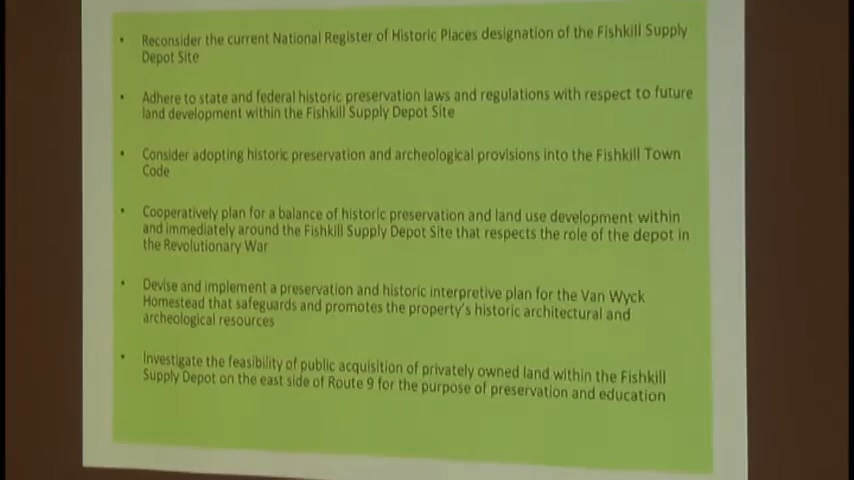 • Reconsider the current National Register of Historic Places designation of the Fishkill Supply
Depot Site
• Adhere to state and federal historic preservation laws and regulations with respect to future
land development within the Fishkill Supply Depot Site
• Consider adopting historic preservation and archeological provisions into the Fishkill Town
Code
• Cooperatively plan for a balance of historic preservation and land use development within
and immediately around the Fishkill Supply Depot Site that respects the role of the depot in
the Revolutionary War
• Devise and implement a preservation and historic interpretive plan for the Van Wyck
Homestead that safeguards and promotes the property's historic architectural and
archeological resources
• Investigate the feasibility of public acquisition of privately owned land within the Fishkill
Supply Depot on the east side of Route 9 for the purpose of preservation and education